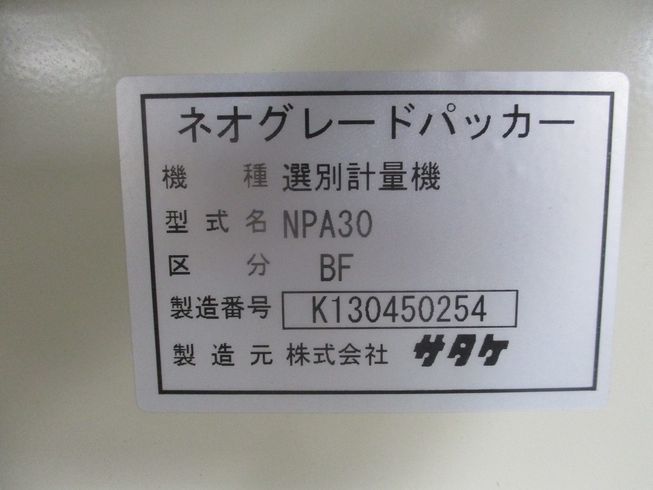 ネオグレードパッカー
機種 選別計量機
型式名 NPA30
区分 BF
製造番号 K130450254
製造元 株式会社 サタケ